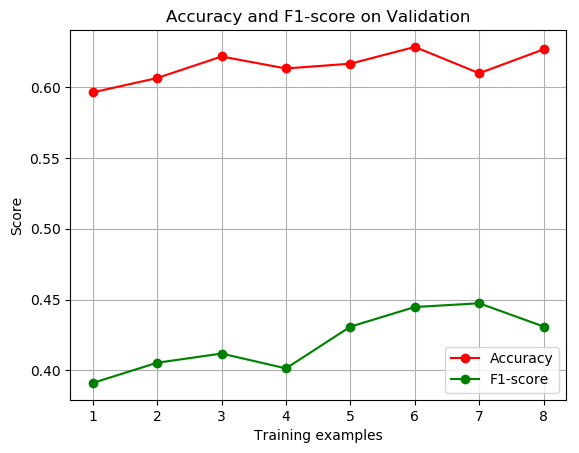 Accuracy and F1-score on Validation
Score
0.60
0.55
0.50
0.45
0.40
Accuracy
F1-score
1 2 3 4 5 6 7 8
Training examples